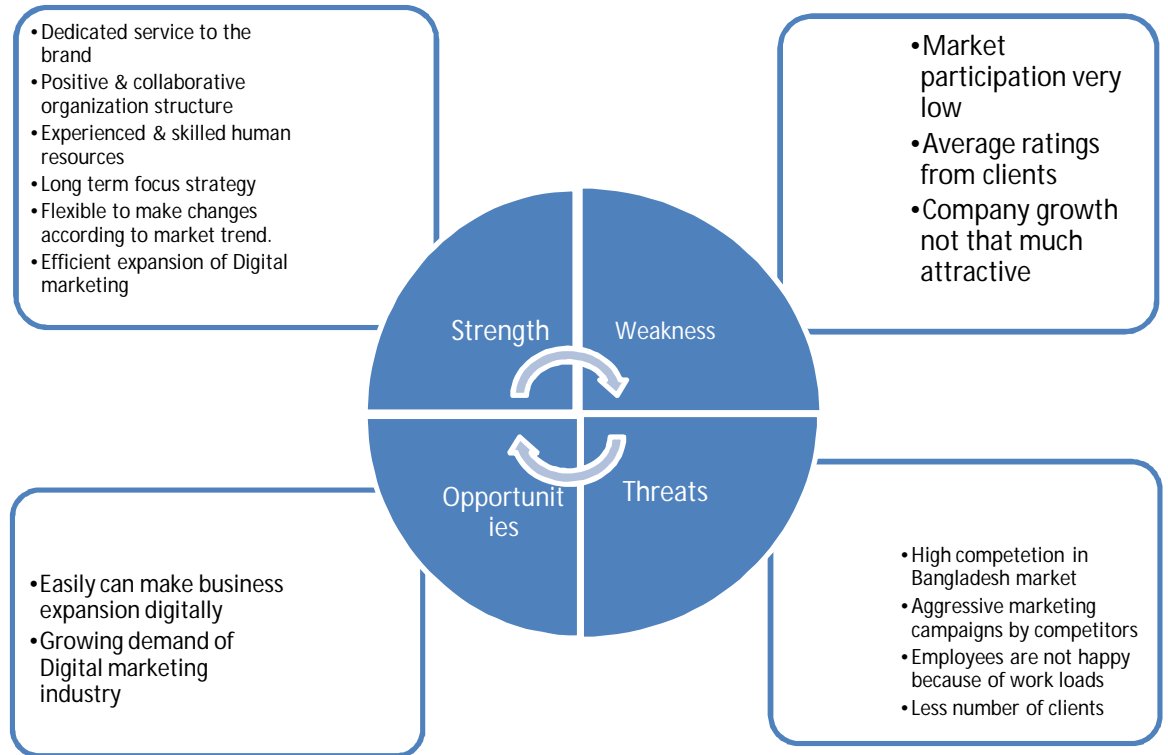 •Dedicated service to the
brand
•Positive & collaborative
organization structure
•Experienced & skilled human
resources
•Long term focus strategy
•Flexible to make changes
according to market trend.
•Efficient expansion of Digital
marketing
•Market
participation very
low
•Average ratings
from clients
•Company growth
not that much
attractive
Strength
Weakness
Opportunit
ies
Threats
•Easily can make business
expansion digitally
•Growing demand of
Digital marketing
industry
•High competetion in
Bangladesh market
•Aggressive marketing
campaigns by competitors
•Employees are not happy
because of work loads
•Less number of clients